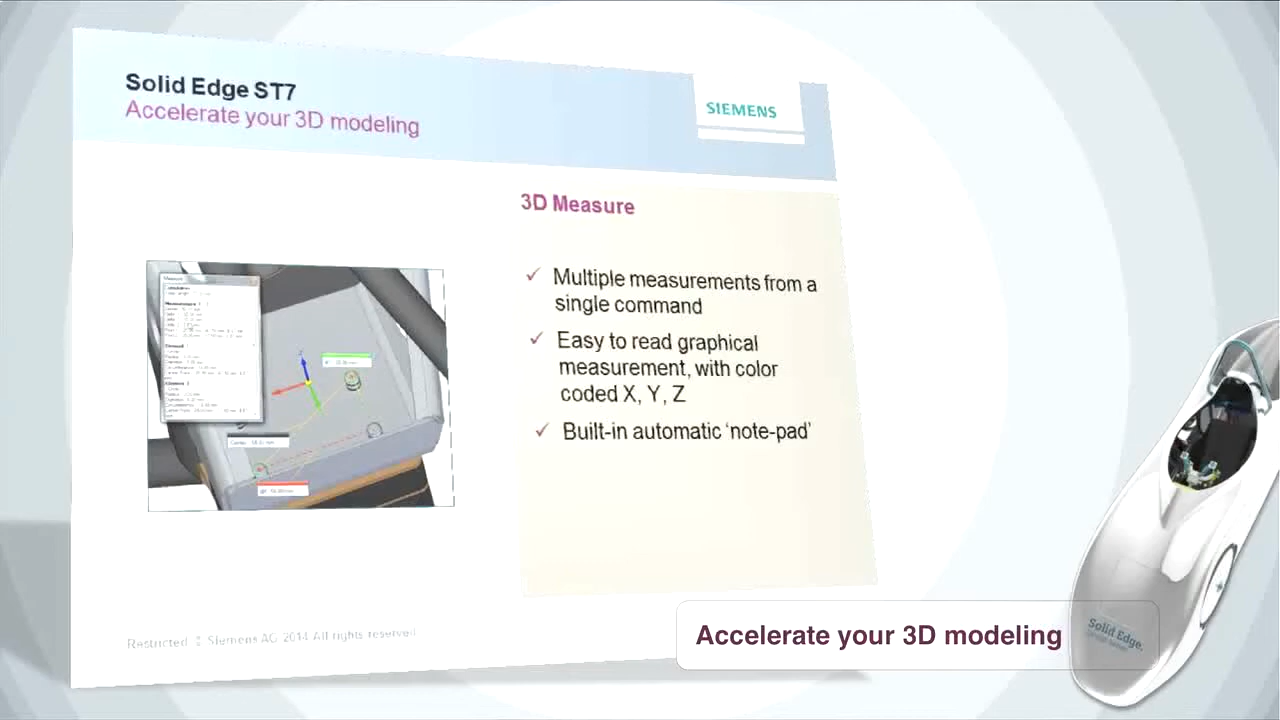 Solid Edge ST7
Accelerate your 3D modeling
SIEMENS
3D Measure
✓ Multiple measurements from a
single command
✓ Easy to read graphical
measurement, with color
coded X, Y, Z
✓ Built-in automatic ‘note-pad’
Restricted © Siemens AG 2014 All rights reserved
Accelerate your 3D modeling
Solid Edge.